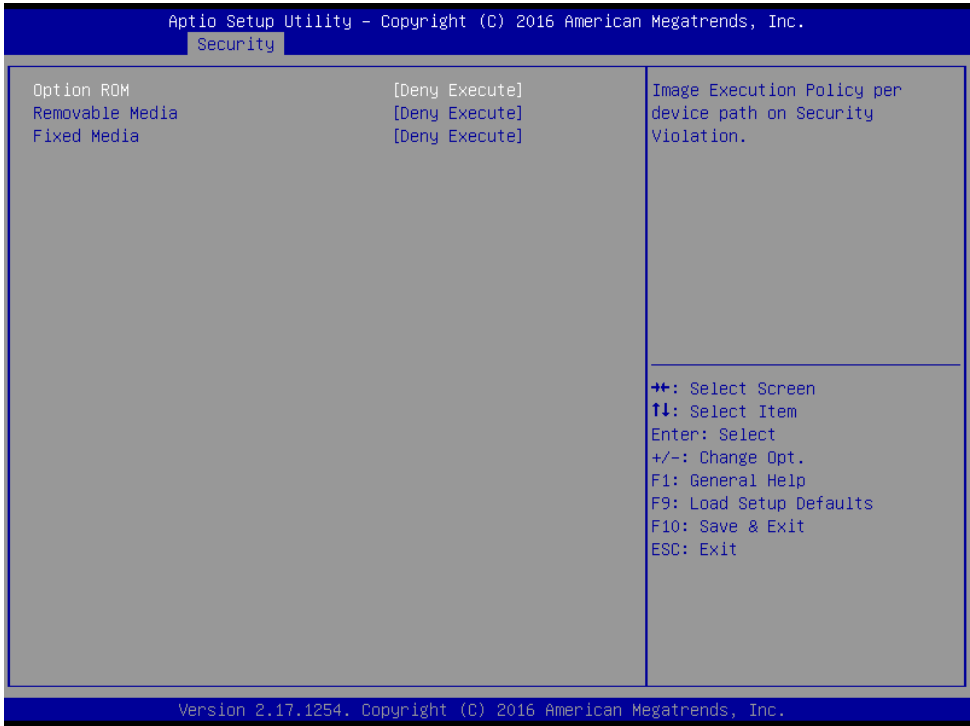 Aptio Setup Utility – Copyright (C) 2016 American Megatrends, Inc.
Security
Option ROM [Deny Execute]
Removable Media [Deny Execute]
Fixed Media [Deny Execute]
Image Execution Policy per
device path on Security
Violation.
→←: Select Screen
↑↓: Select Item
Enter: Select
+/-: Change Opt.
F1: General Help
F9: Load Setup Defaults
F10: Save & Exit
ESC: Exit
Version 2.17.1254. Copyright (C) 2016 American Megatrends, Inc.